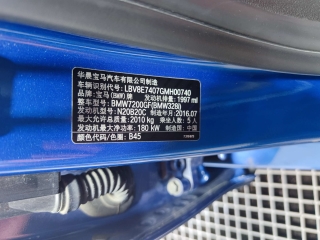 华晨宝马汽车有限公司制造
车辆识别代号: LBV8E7407GMH00740
品牌: 宝马(BMW)牌 发动机排量: 1997 ml
整车型号: BMW7200GF(BMW328i)
发动机型号: N20B20C 制造年月: 2016.07
最大允许总质量: 2010 kg 乘坐人数: 5 人
发动机最大净功率: 180 kW 制造国: 中国
颜色代码/色圈: B45